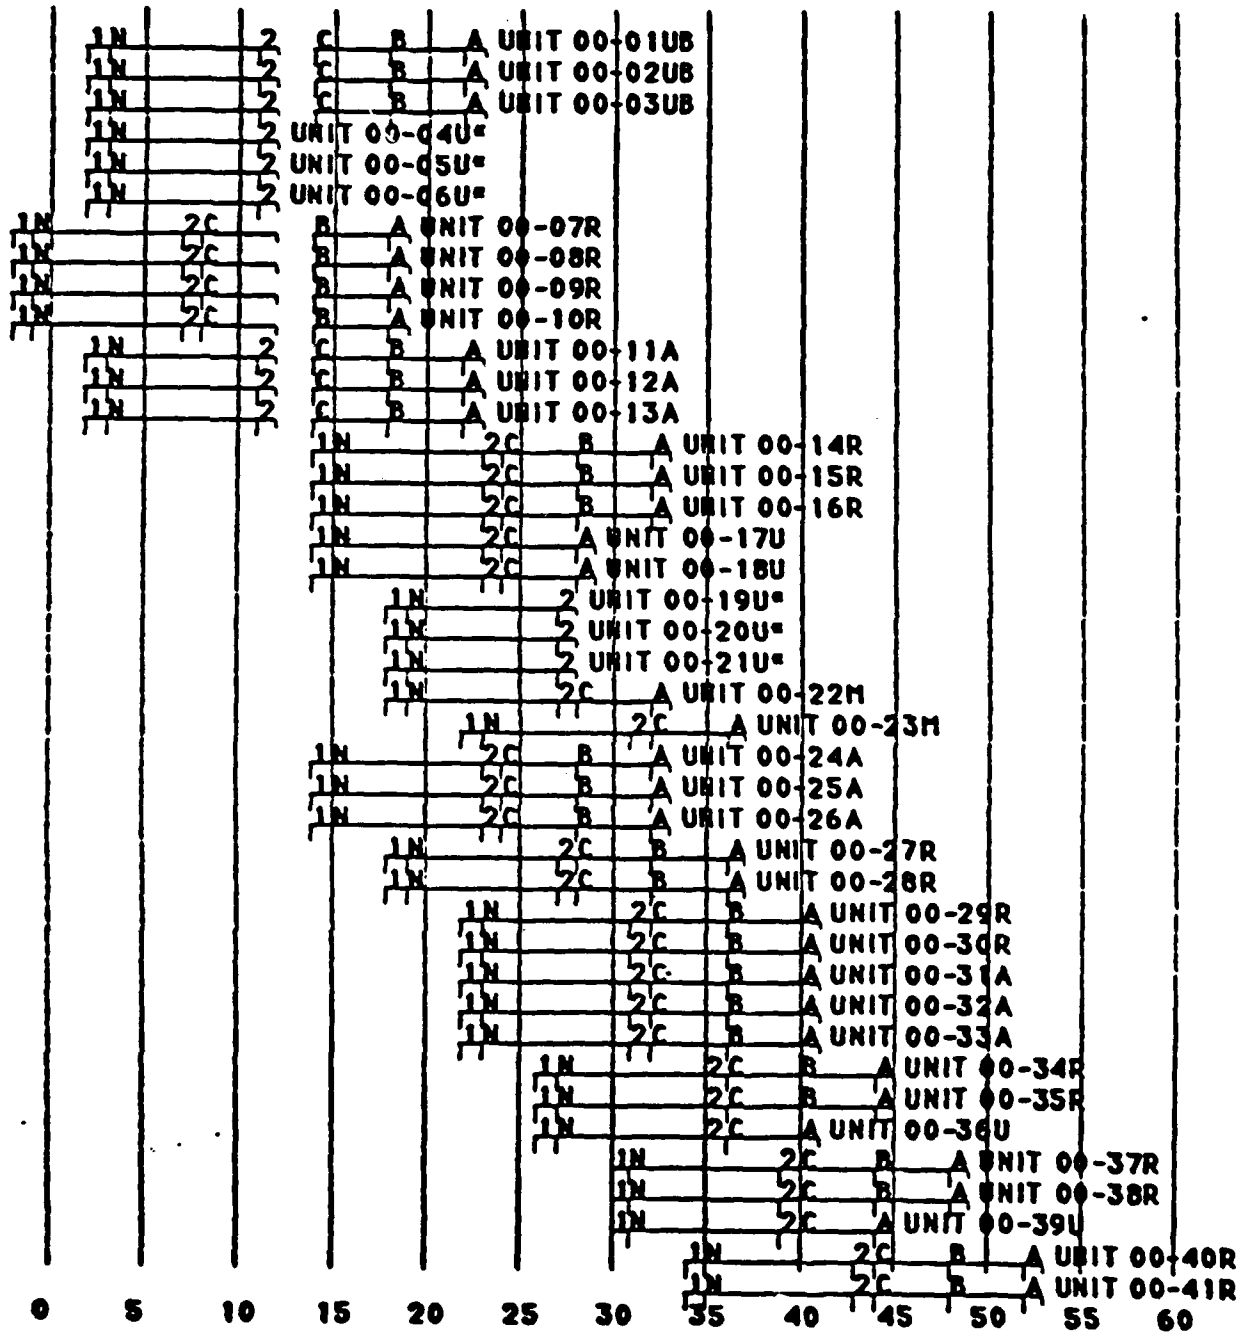 1N 2 C B A UNIT 00-01UB
1N 2 C B A UNIT 00-02UB
1N 2 C B A UNIT 00-03UB
1N 2 UNIT 00-04U*
1N 2 UNIT 00-05U*
1N 2 UNIT 00-06U*
1N 2C B A UNIT 00-07R
1N 2C B A UNIT 00-08R
1N 2C B A UNIT 00-09R
1N 2C B A UNIT 00-10R
1N 2 C B A UNIT 00-11A
1N 2 C B A UNIT 00-12A
1N 2 C B A UNIT 00-13A
1N 2C B A UNIT 00-14R
1N 2C B A UNIT 00-15R
1N 2C B A UNIT 00-16R
1N 2C A UNIT 00-17U
1N 2C A UNIT 00-18U
1N 2 UNIT 00-19U*
1N 2 UNIT 00-20U*
1N 2 UNIT 00-21U*
1N 2C A UNIT 00-22M
1N 2C A UNIT 00-23M
1N 2C B A UNIT 00-24A
1N 2C B A UNIT 00-25A
1N 2C B A UNIT 00-26A
1N 2C B A UNIT 00-27R
1N 2C B A UNIT 00-28R
1N 2C B A UNIT 00-29R
1N 2C B A UNIT 00-30R
1N 2C B A UNIT 00-31A
1N 2C B A UNIT 00-32A
1N 2C B A UNIT 00-33A
1N 2C B A UNIT 00-34R
1N 2C B A UNIT 00-35R
1N 2C A UNIT 00-36U
1N 2C B A UNIT 00-37R
1N 2C B A UNIT 00-38R
1N 2C A UNIT 00-39U
1N 2C B A UNIT 00-40R
1N 2C B A UNIT 00-41R
0 5 10 15 20 25 30 35 40 45 50 55 60